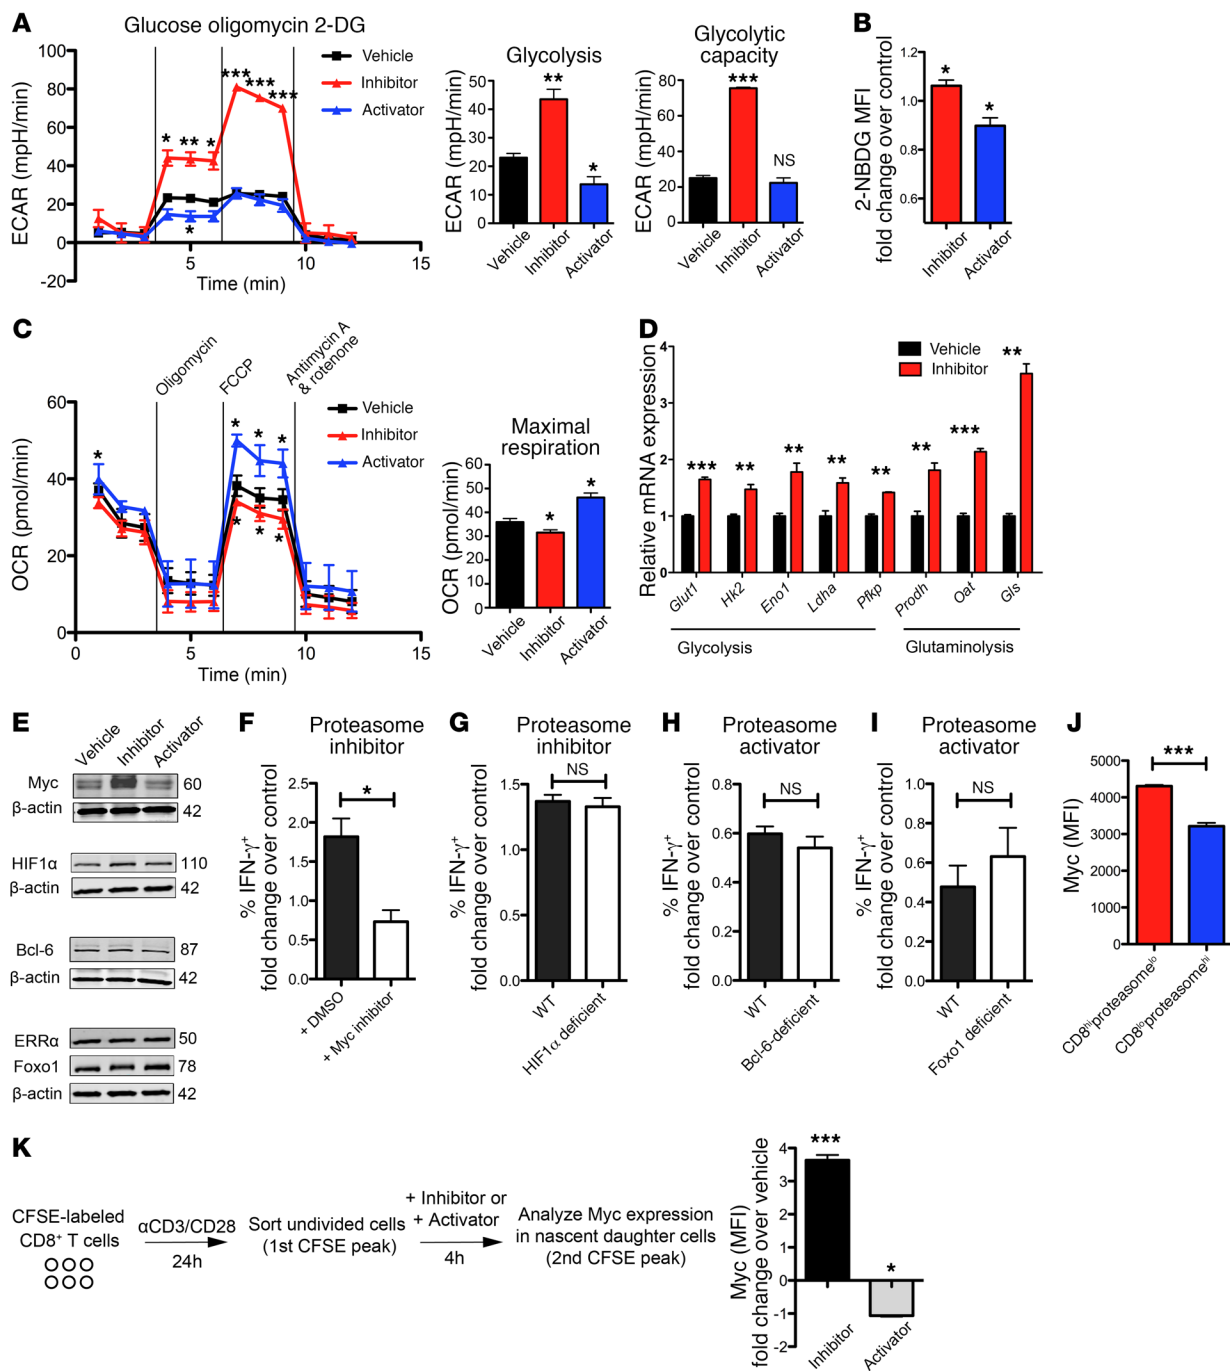 A
Glucose oligomycin 2-DG
ECAR (mpH/min)
100
80
60
40
20
0
-20
5
10
15
Time (min)
Vehicle
Inhibitor
Activator
* ** *
*** *** ***
*
Glycolysis
ECAR (mpH/min)
50
40
30
20
10
0
**
*
Vehicle
Inhibitor
Activator
Glycolytic
capacity
ECAR (mpH/min)
80
60
40
20
0
***
NS
Vehicle
Inhibitor
Activator
B
2-NBDG MFI
fold change over control
1.2
1.0
0.8
0.6
*
*
Inhibitor
Activator
C
Oligomycin
FCCP
Antimycin A
& rotenone
OCR (pmol/min)
60
40
20
0
0
5
10
15
Time (min)
Vehicle
Inhibitor
Activator
*
* * *
* * *
Maximal
respiration
OCR (pmol/min)
60
50
40
30
20
10
0
*
*
Vehicle
Inhibitor
Activator
D
Relative mRNA expression
4
3
2
1
0
Vehicle
Inhibitor
*** ** ** ** ** ** *** **
Glut1
Hk2
Eno1
Ldha
Pfkp
Prodh
Oat
Gls
Glycolysis
Glutaminolysis
E
Vehicle
Inhibitor
Activator
Myc 60
β-actin 42
HIF1α 110
β-actin 42
Bcl-6 87
β-actin 42
ERRα 50
Foxo1 78
β-actin 42
F
Proteasome
inhibitor
% IFN-γ+
fold change over control
2.5
2.0
1.5
1.0
0.5
0.0
*
+ DMSO
+ Myc inhibitor
G
Proteasome
inhibitor
% IFN-γ+
fold change over control
1.5
1.0
0.5
0.0
NS
WT
HIF1α deficient
H
Proteasome
activator
% IFN-γ+
fold change over control
0.8
0.6
0.4
0.2
0.0
NS
WT
Bcl-6-deficient
I
Proteasome
activator
% IFN-γ+
fold change over control
1.0
0.8
0.6
0.4
0.2
0.0
NS
WT
Foxo1 deficient
J
Myc (MFI)
5000
4000
3000
2000
1000
0
***
CD8hiproteasomelo
CD8loproteasomehi
K
CFSE-labeled
CD8+ T cells
αCD3/CD28
24h
Sort undivided cells
(1st CFSE peak)
+ Inhibitor or
+ Activator
4h
Analyze Myc expression
in nascent daughter cells
(2nd CFSE peak)
Myc (MFI)
fold change over vehicle
4
3
2
1
0
-1
-2
***
*
Inhibitor
Activator